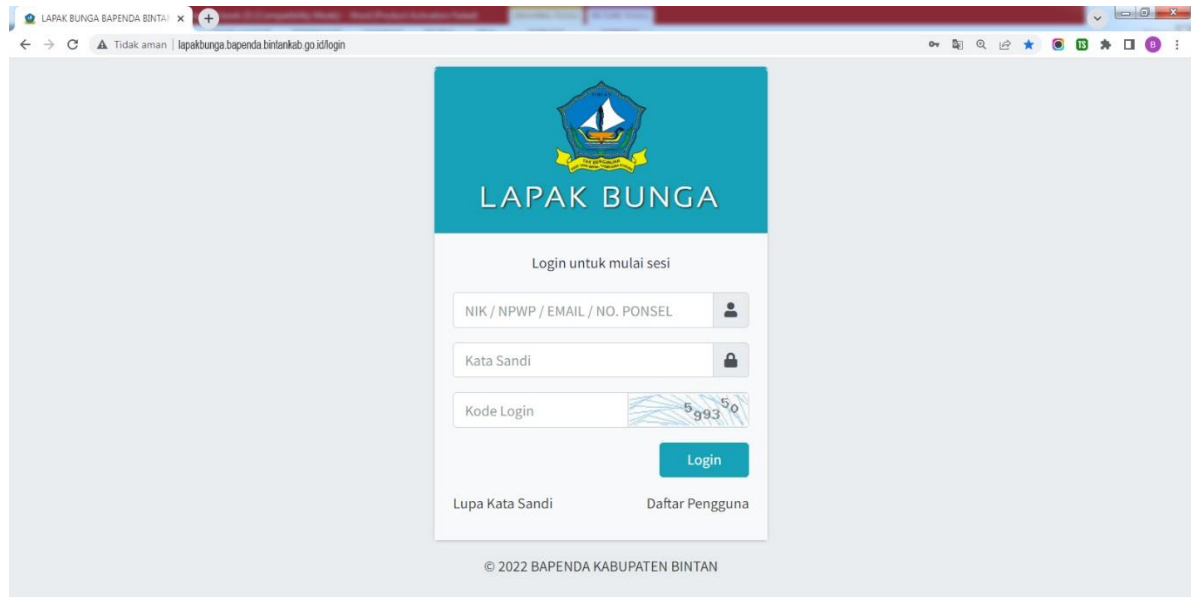 LAPAK BUNGA BAPENDA BINTA
Tidak aman | lapakbunga.bapenda.bintankab.go.id/login
LAPAK BUNGA
Login untuk mulai sesi
NIK / NPWP / EMAIL / NO. PONSEL
Kata Sandi
Kode Login 599350
Login
Lupa Kata Sandi Daftar Pengguna
© 2022 BAPENDA KABUPATEN BINTAN